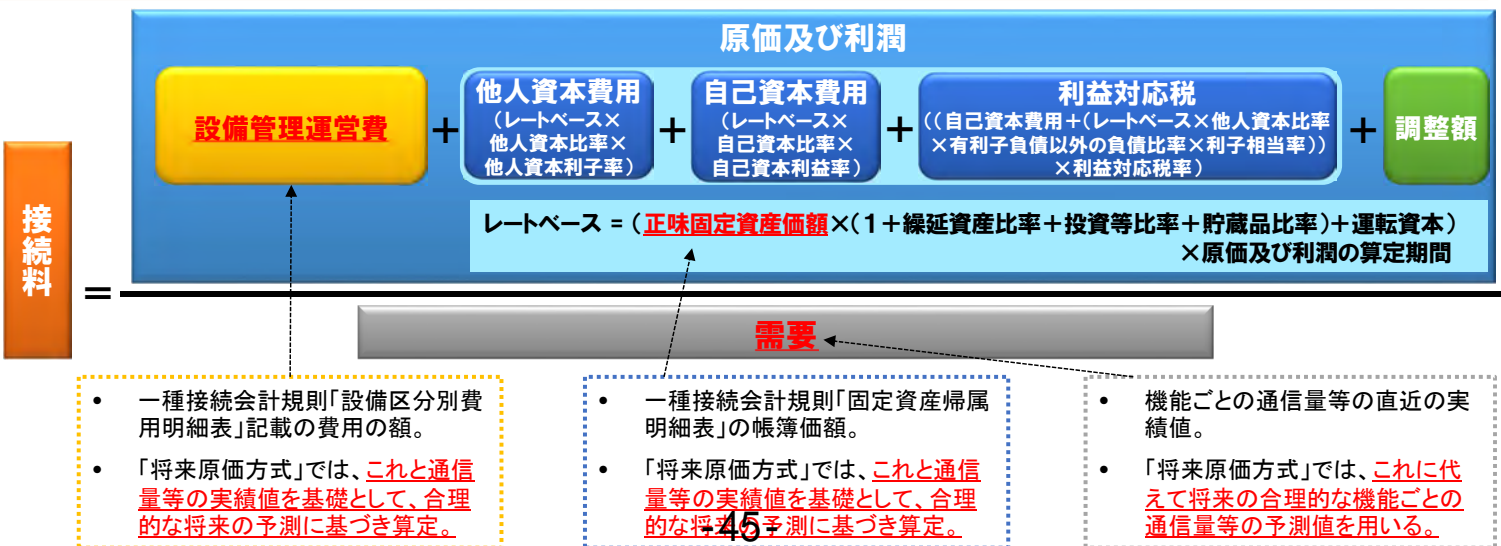 原価及び利潤
接続料
＝
設備管理運営費
＋
他人資本費用
（レートベース×
他人資本比率×
他人資本利子率）
＋
自己資本費用
（レートベース×
自己資本比率×
自己資本利益率）
＋
利益対応税
（（自己資本費用＋（レートベース×他人資本比率
×有利子負債以外の負債比率×利子相当率））
×利益対応税率）
＋
調整額
レートベース ＝（正味固定資産価額×（１＋繰延資産比率＋投資等比率＋貯蔵品比率）＋運転資本）
×原価及び利潤の算定期間
需要
• 一種接続会計規則「設備区分別費
用明細表」記載の費用の額。
• 「将来原価方式」では、これと通信
量等の実績値を基礎として、合理
的な将来の予測に基づき算定。
• 一種接続会計規則「固定資産帰属
明細表」の帳簿価額。
• 「将来原価方式」では、これと通信
量等の実績値を基礎として、合理
的な将来の予測に基づき算定。
• 機能ごとの通信量等の直近の実
績値。
• 「将来原価方式」では、これに代
えて将来の合理的な機能ごとの
通信量等の予測値を用いる。
-45-